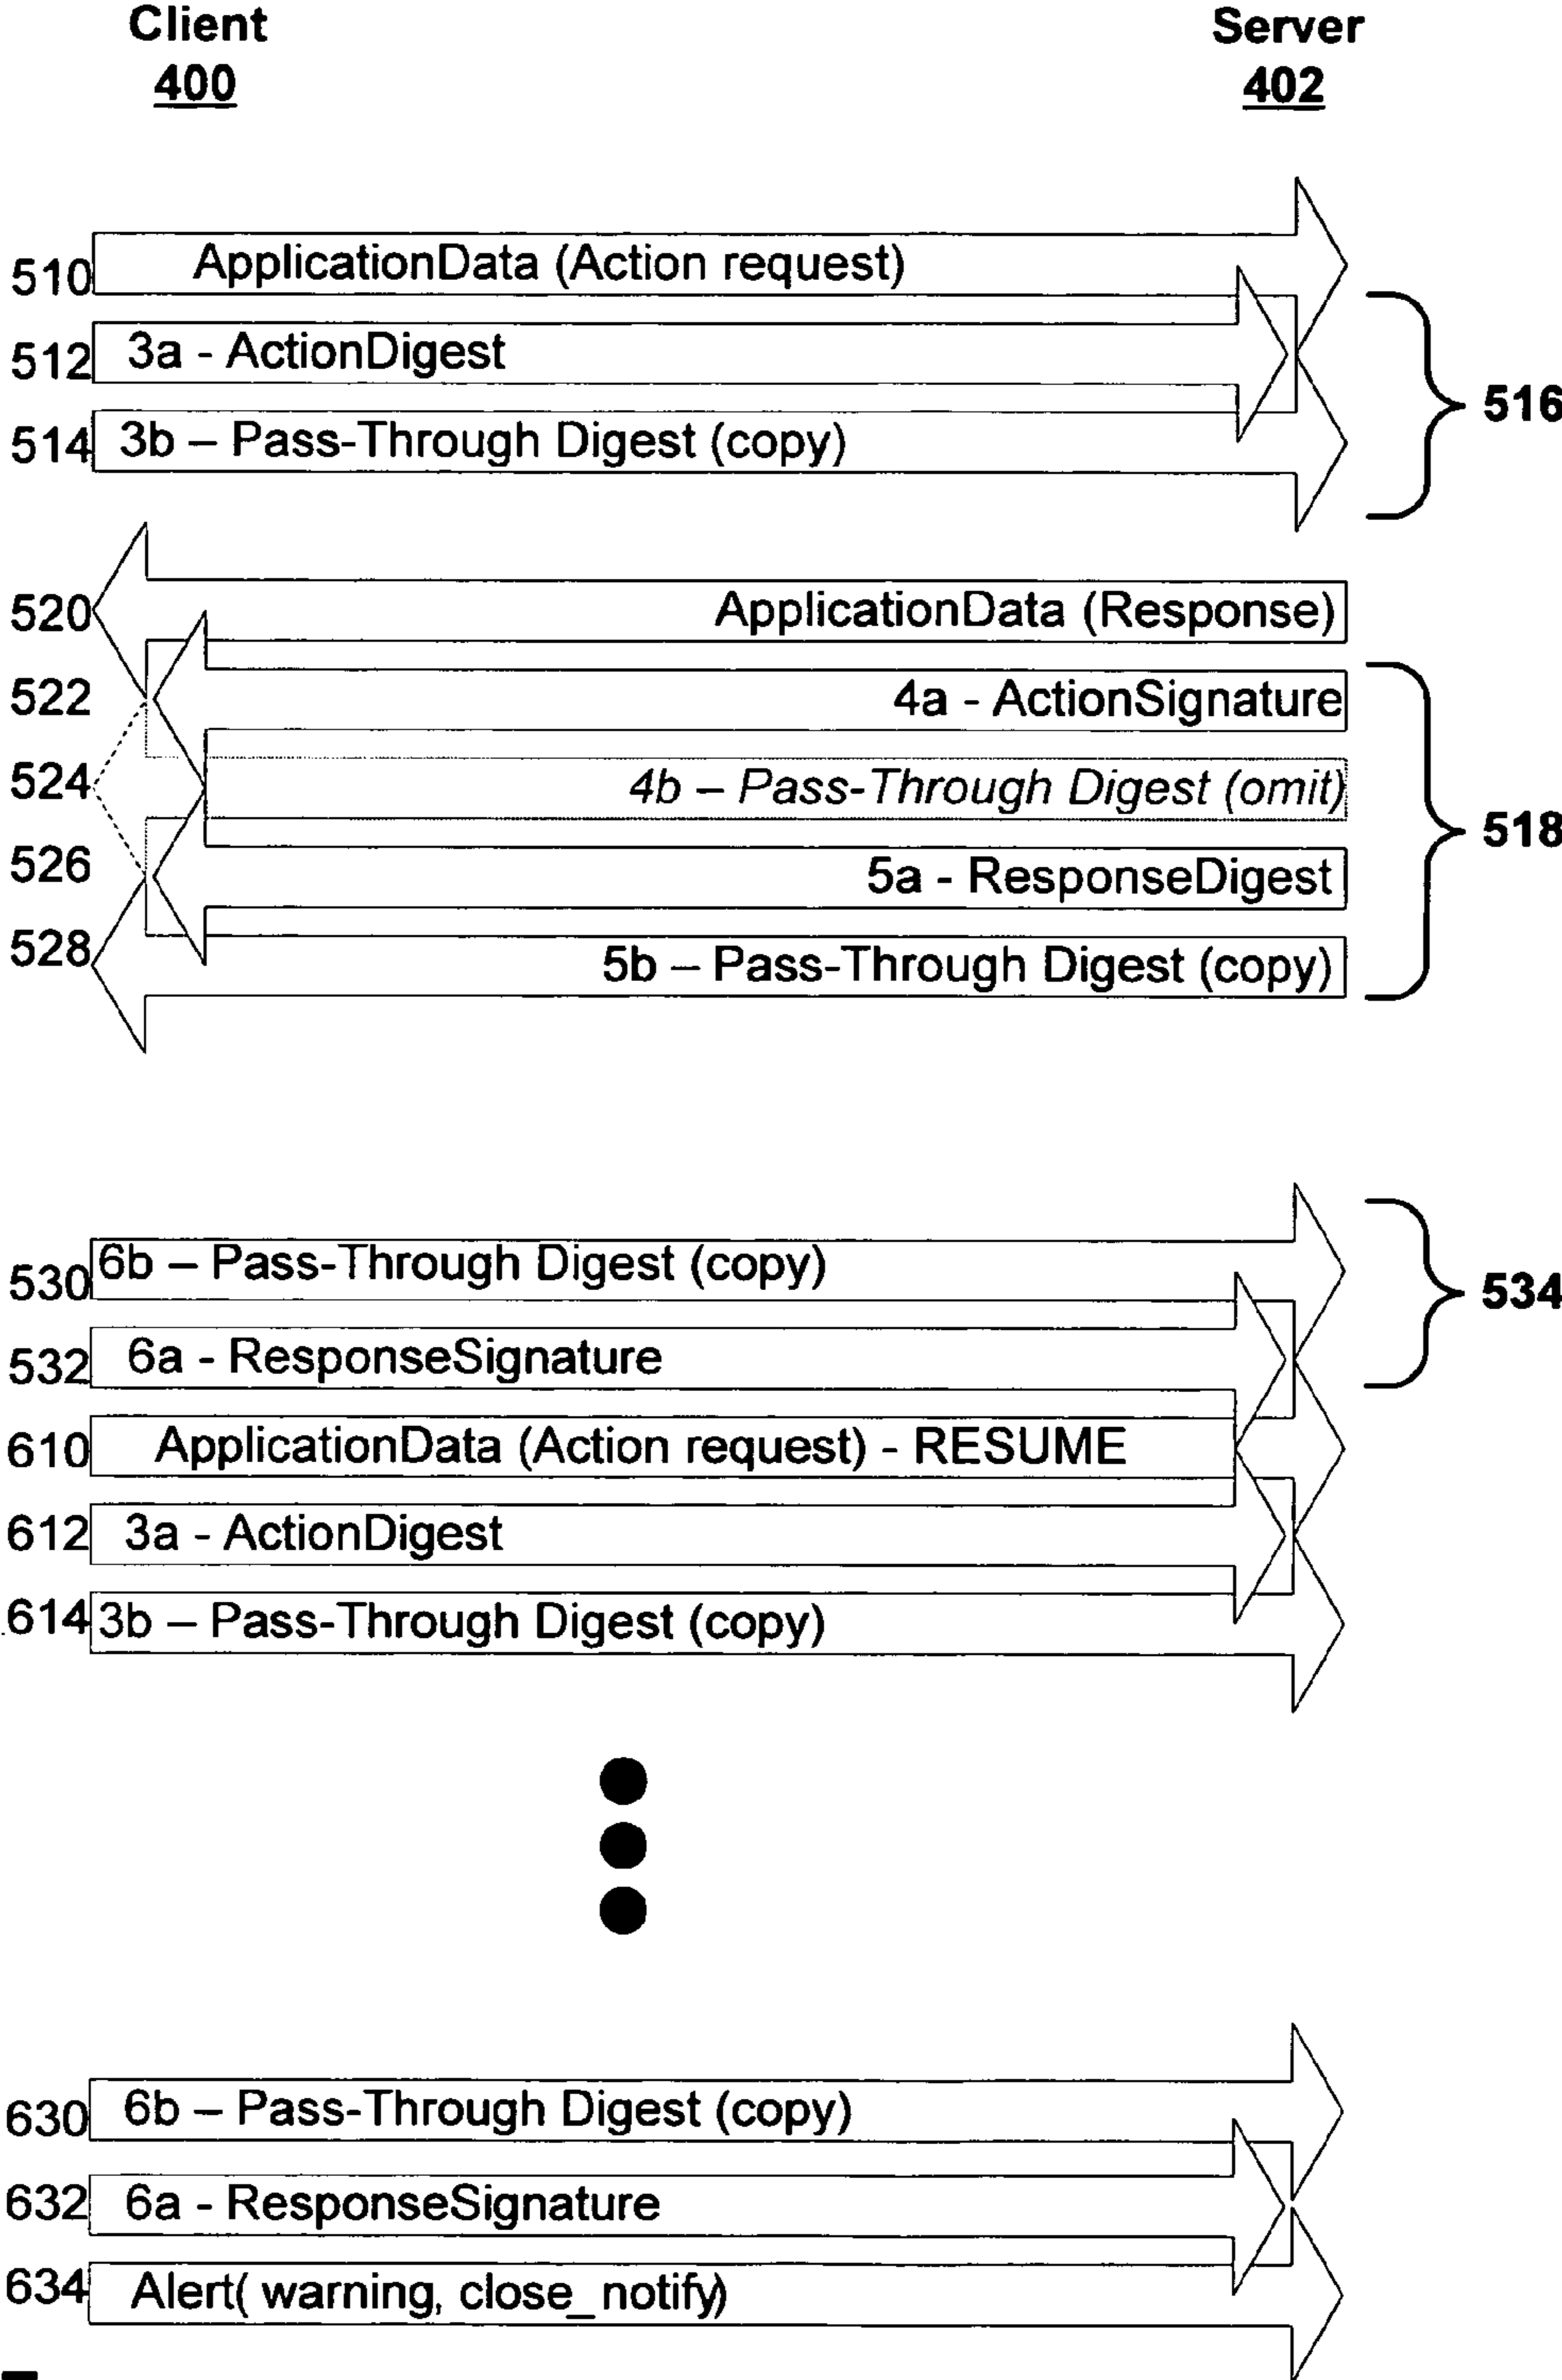 Client Server
400 402
510 ApplicationData (Action request)
512 3a - ActionDigest
516
514 3b – Pass-Through Digest (copy)
520 ApplicationData (Response)
522 4a - ActionSignature
524 4b – Pass-Through Digest (omit)
518
526 5a - ResponseDigest
528 5b – Pass-Through Digest (copy)
530 6b – Pass-Through Digest (copy)
534
532 6a - ResponseSignature
610 ApplicationData (Action request) - RESUME
612 3a - ActionDigest
614 3b – Pass-Through Digest (copy)
630 6b – Pass-Through Digest (copy)
632 6a - ResponseSignature
634 Alert( warning, close_notify)